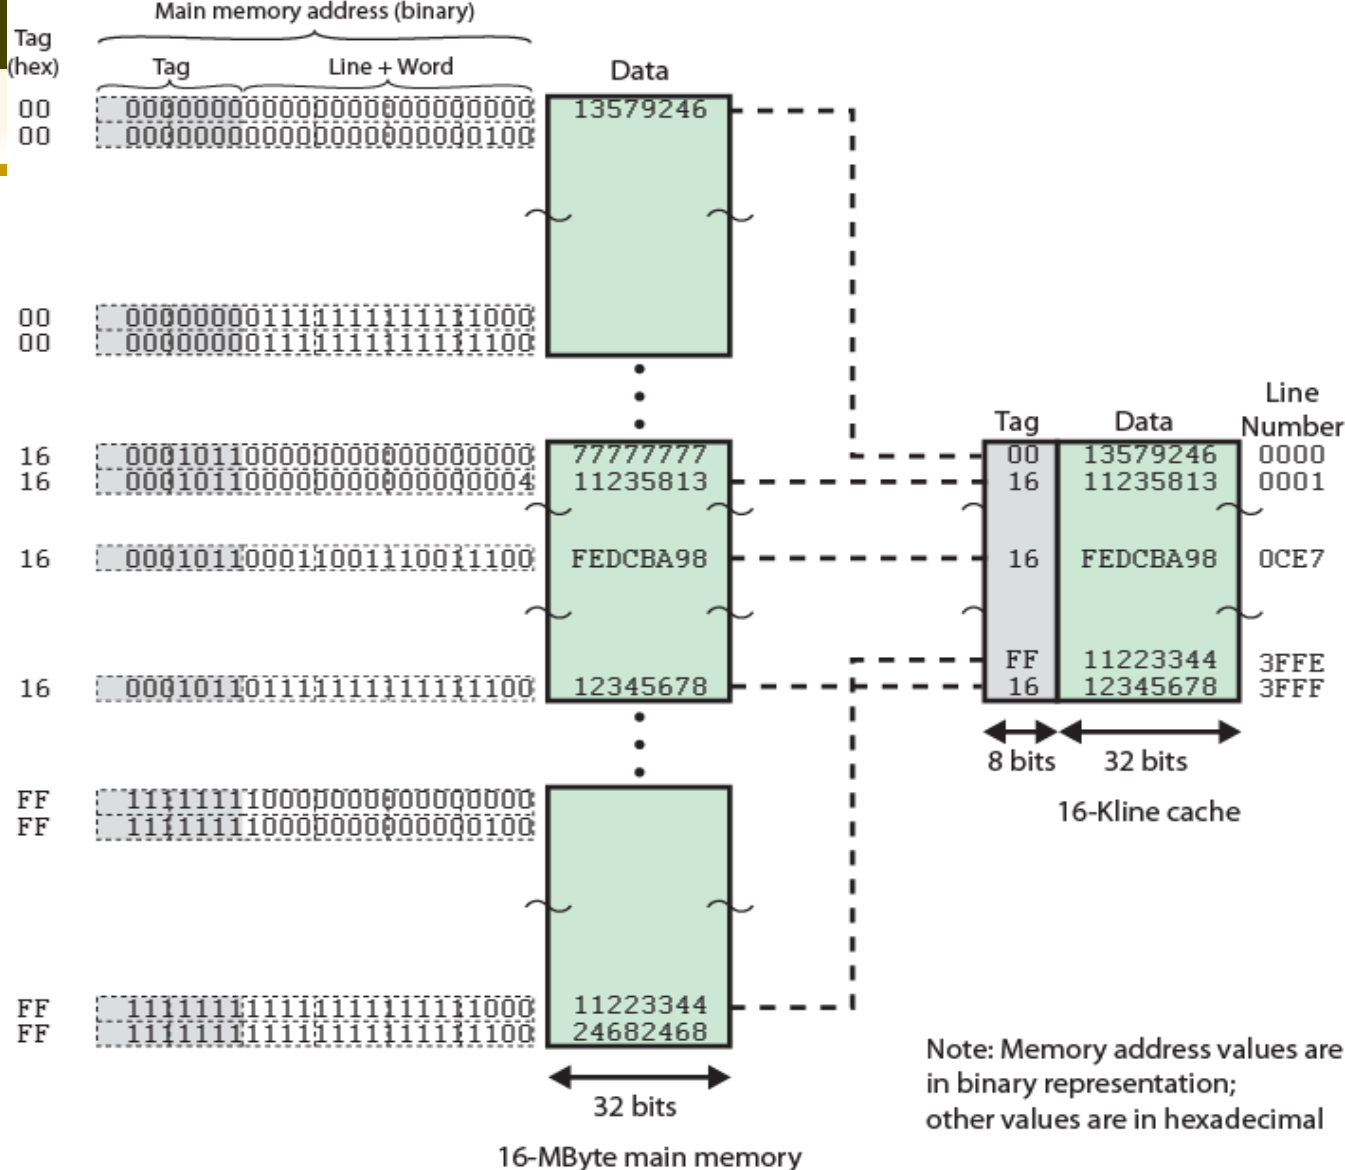 Main memory address (binary)
Tag
(hex)
Tag Line + Word Data
00 000000000000000000000000 13579246
00 000000000000000000000100
00 000000001111111111111000
00 000000001111111111111100
Tag Data Line
Number
16 000101100000000000000000 77777777 00 13579246 0000
16 000101100000000000000004 11235813 16 11235813 0001
16 000101100011001110011100 FEDCBA98 16 FEDCBA98 0CE7
FF 11223344 3FFE
16 000101101111111111111100 12345678 16 12345678 3FFF
8 bits 32 bits
16-Kline cache
FF 111111110000000000000000
FF 111111110000000000000100
FF 111111111111111111111000 11223344
FF 111111111111111111111100 24682468
32 bits
16-MByte main memory
Note: Memory address values are
in binary representation;
other values are in hexadecimal